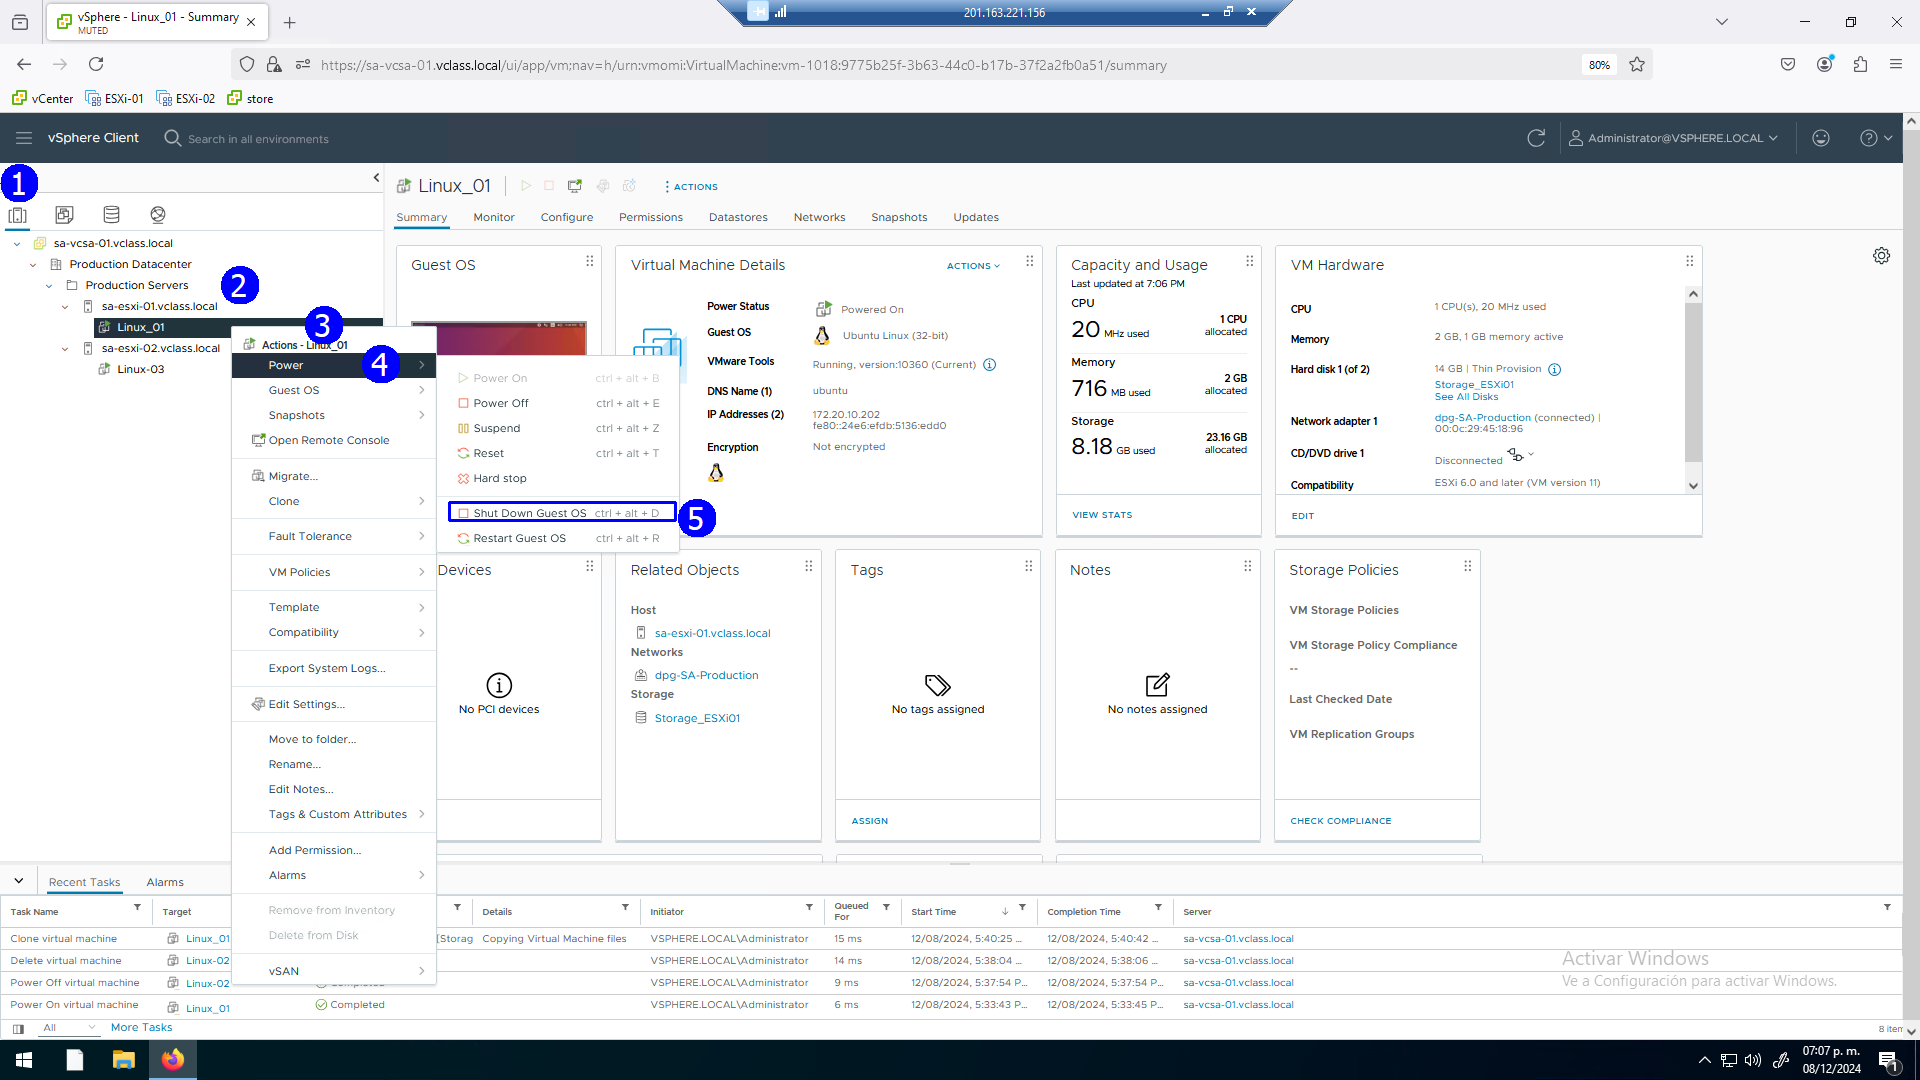 vSphere - Linux_01 - Summary
MUTED
201.163.221.156
https://sa-vcsa-01.vclass.local/ui/app/vm;nav=h/urn:vmomi:VirtualMachine:vm-1018:9775b25f-3b63-44c0-b17b-37f2a2fb0a51/summary
80%
vCenter ESXi-01 ESXi-02 store
vSphere Client
Search in all environments
Administrator@VSPHERE.LOCAL
1
Linux_01
ACTIONS
Summary Monitor Configure Permissions Datastores Networks Snapshots Updates
sa-vcsa-01.vclass.local
Production Datacenter
Production Servers
2
sa-esxi-01.vclass.local
Linux_01
3
sa-esxi-02.vclass.local
Linux-03
Actions - Linux_01
Power
4
Guest OS
Snapshots
Open Remote Console
Migrate...
Clone
Fault Tolerance
VM Policies
Template
Compatibility
Export System Logs...
Edit Settings...
Move to folder...
Rename...
Edit Notes...
Tags & Custom Attributes
Add Permission...
Alarms
Remove from Inventory
Delete from Disk
vSAN
Power On ctrl + alt + B
Power Off ctrl + alt + E
Suspend ctrl + alt + Z
Reset ctrl + alt + T
Hard stop
Shut Down Guest OS ctrl + alt + D
5
Restart Guest OS ctrl + alt + R
Guest OS
Virtual Machine Details
ACTIONS
Power Status Powered On
Guest OS Ubuntu Linux (32-bit)
VMware Tools Running, version:10360 (Current)
DNS Name (1) ubuntu
IP Addresses (2) 172.20.10.202
fe80::24e6:efdb:5136:edd0
Encryption Not encrypted
Capacity and Usage
Last updated at 7:06 PM
CPU
20 MHz used
1 CPU
allocated
Memory
716 MB used
2 GB
allocated
Storage
8.18 GB used
23.16 GB
allocated
VIEW STATS
VM Hardware
CPU 1 CPU(s), 20 MHz used
Memory 2 GB, 1 GB memory active
Hard disk 1 (of 2) 14 GB | Thin Provision
Storage_ESXi01
See All Disks
Network adapter 1 dpg-SA-Production (connected) |
00:0c:29:45:18:96
CD/DVD drive 1 Disconnected
Compatibility ESXi 6.0 and later (VM version 11)
EDIT
Devices
No PCI devices
Related Objects
Host
sa-esxi-01.vclass.local
Networks
dpg-SA-Production
Storage
Storage_ESXi01
Tags
No tags assigned
ASSIGN
Notes
No notes assigned
Storage Policies
VM Storage Policies
VM Storage Policy Compliance
--
Last Checked Date
VM Replication Groups
CHECK COMPLIANCE
Recent Tasks Alarms
Task Name Target Details Initiator Queued For Start Time Completion Time Server
Clone virtual machine Linux_01 [Storag Copying Virtual Machine files VSPHERE.LOCAL\Administrator 15 ms 12/08/2024, 5:40:25 ... 12/08/2024, 5:40:42 ... sa-vcsa-01.vclass.local
Delete virtual machine Linux-02 VSPHERE.LOCAL\Administrator 14 ms 12/08/2024, 5:38:04 ... 12/08/2024, 5:38:06 ... sa-vcsa-01.vclass.local
Power Off virtual machine Linux-02 Completed VSPHERE.LOCAL\Administrator 9 ms 12/08/2024, 5:37:54 P... 12/08/2024, 5:37:54 P... sa-vcsa-01.vclass.local
Power On virtual machine Linux_01 Completed VSPHERE.LOCAL\Administrator 6 ms 12/08/2024, 5:33:43 P... 12/08/2024, 5:33:45 P... sa-vcsa-01.vclass.local
All More Tasks
8 item
Activar Windows
Ve a Configuración para activar Windows.
07:07 p. m.
08/12/2024
1